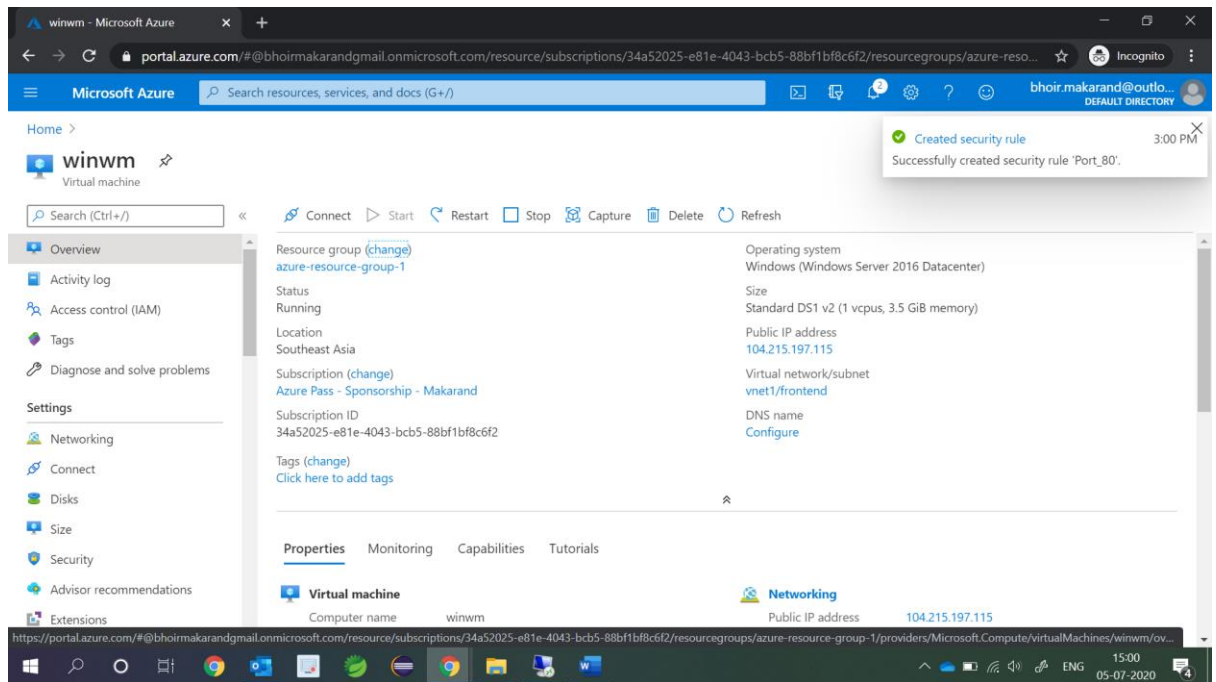 winwm - Microsoft Azure
portal.azure.com/#@bhoirmakarandgmail.onmicrosoft.com/resource/subscriptions/34a52025-e81e-4043-bcb5-88bf1bf8c6f2/resourcegroups/azure-reso...
Incognito
Microsoft Azure
Search resources, services, and docs (G+/)
2
bhoir.makarand@outlo...
DEFAULT DIRECTORY
Home >
Created security rule 3:00 PM
Successfully created security rule 'Port_80'.
winwm
Virtual machine
Search (Ctrl+/)
«
Connect Start Restart Stop Capture Delete Refresh
Overview
Activity log
Access control (IAM)
Tags
Diagnose and solve problems
Settings
Networking
Connect
Disks
Size
Security
Advisor recommendations
Extensions
Resource group (change)
azure-resource-group-1
Status
Running
Location
Southeast Asia
Subscription (change)
Azure Pass - Sponsorship - Makarand
Subscription ID
34a52025-e81e-4043-bcb5-88bf1bf8c6f2
Tags (change)
Click here to add tags
Operating system
Windows (Windows Server 2016 Datacenter)
Size
Standard DS1 v2 (1 vcpus, 3.5 GiB memory)
Public IP address
104.215.197.115
Virtual network/subnet
vnet1/frontend
DNS name
Configure
Properties Monitoring Capabilities Tutorials
Virtual machine
Computer name winwm
Networking
Public IP address 104.215.197.115
https://portal.azure.com/#@bhoirmakarandgmail.onmicrosoft.com/resource/subscriptions/34a52025-e81e-4043-bcb5-88bf1bf8c6f2/resourcegroups/azure-resource-group-1/providers/Microsoft.Compute/virtualMachines/winwm/ov...
ENG
15:00
05-07-2020
4